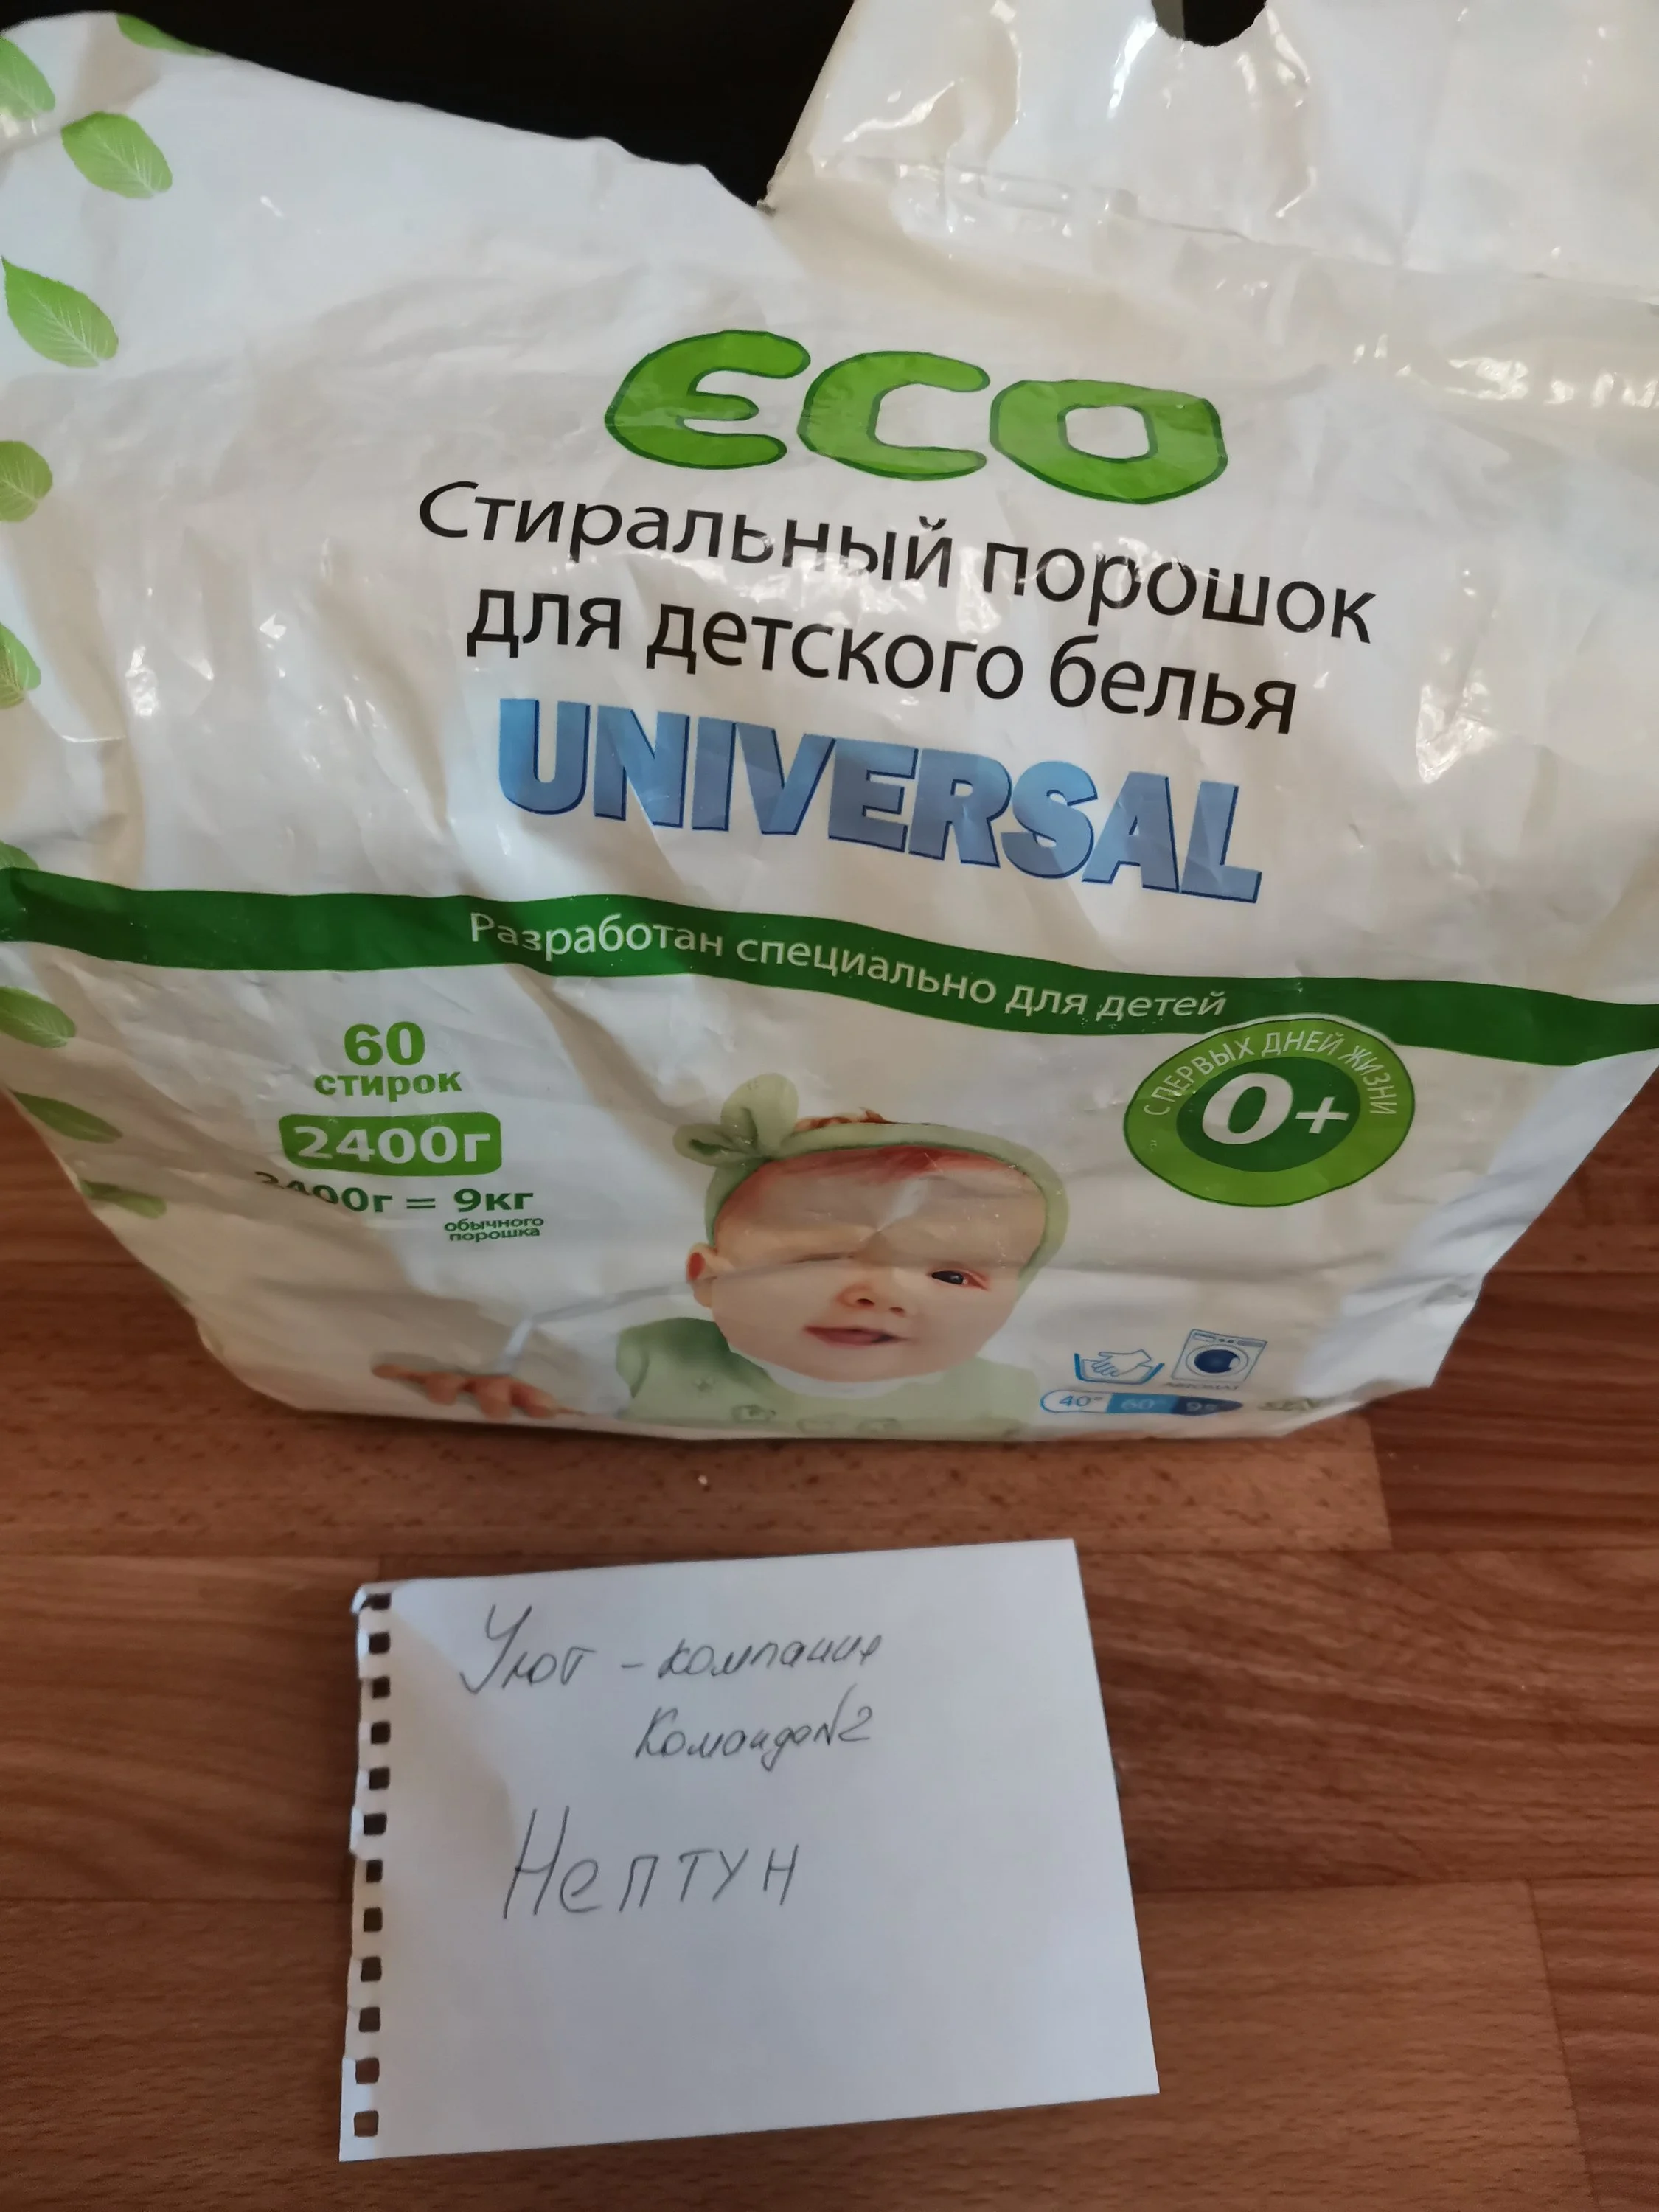 ECO
Стиральный порошок
для детского белья
UNIVERSAL
Разработан специально для детей
60
стирок
2400г
2400г = 9кг
обычного
порошка
С ПЕРВЫХ ДНЕЙ ЖИЗНИ
0+
40° 60°
Уют - компания
Команда№2
Нептун